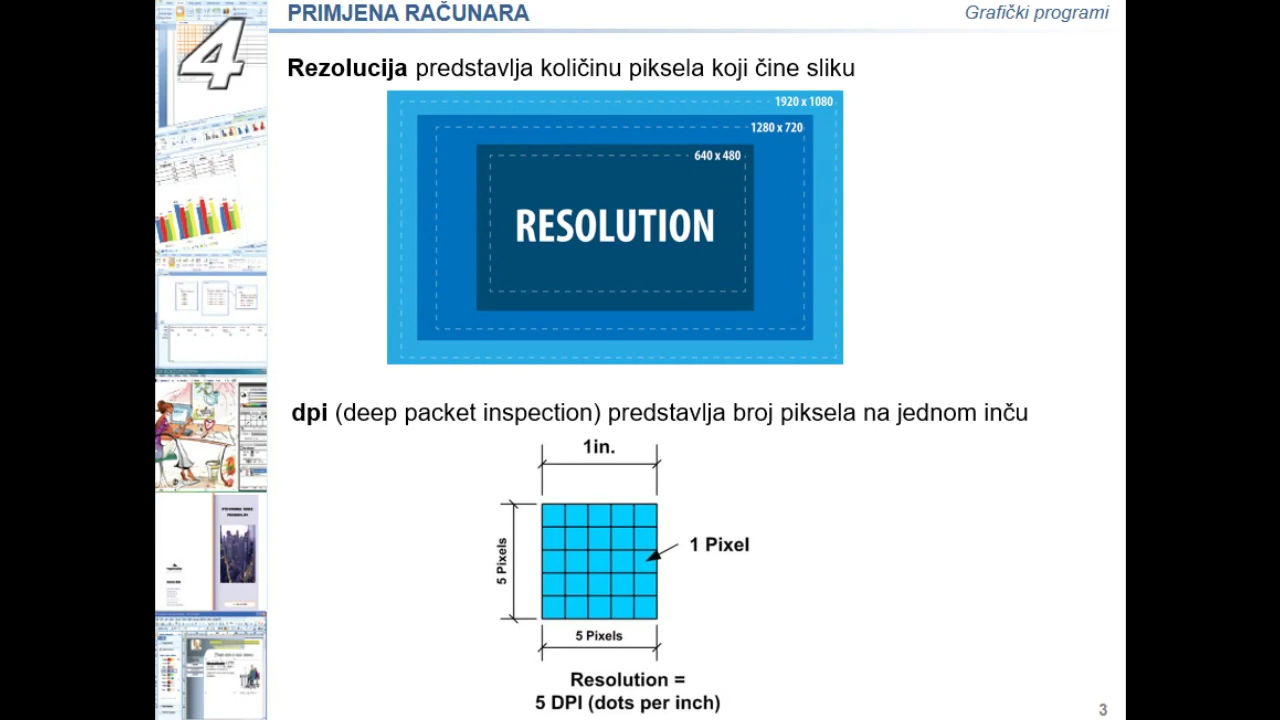 PRIMJENA RAČUNARA
Grafički programi
4
Rezolucija predstavlja količinu piksela koji čine sliku
1920 x 1080
1280 x 720
640 x 480
RESOLUTION
dpi (deep packet inspection) predstavlja broj piksela na jednom inču
1in.
5 Pixels
1 Pixel
5 Pixels
Resolution =
5 DPI (dots per inch)
3